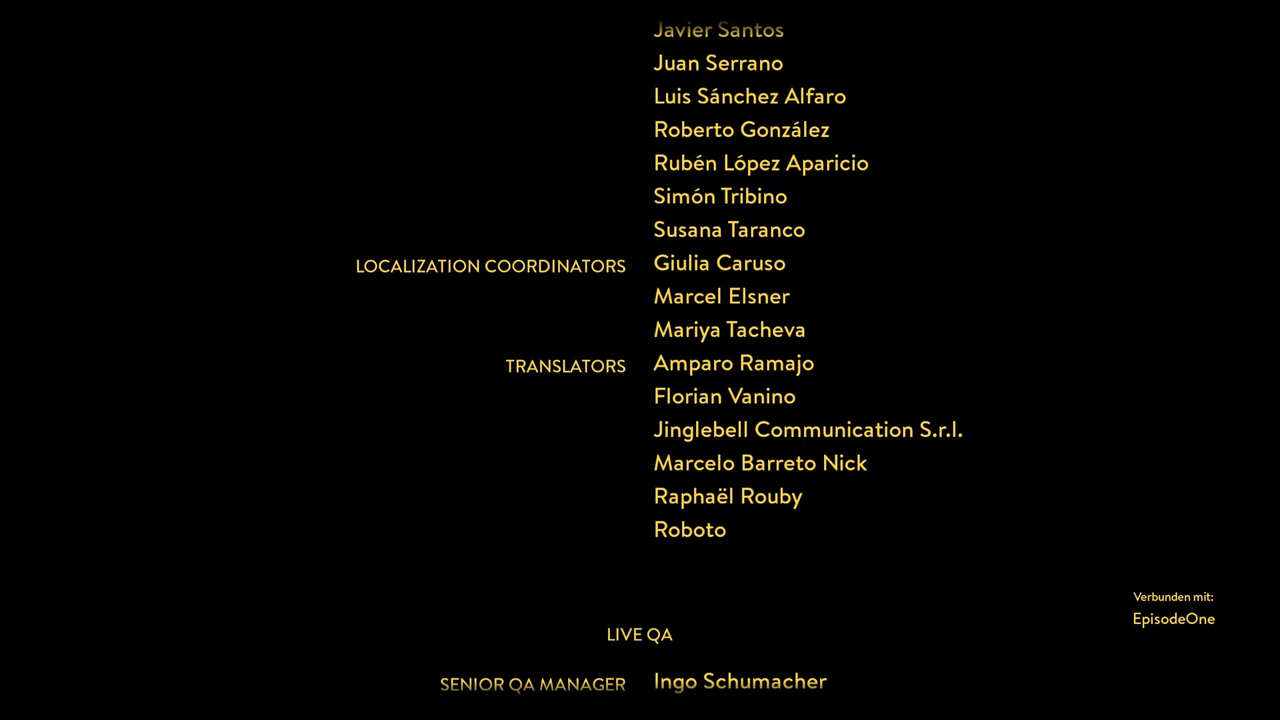 Javier Santos
Juan Serrano
Luis Sánchez Alfaro
Roberto González
Rubén López Aparicio
Simón Tribino
Susana Taranco
LOCALIZATION COORDINATORS Giulia Caruso
Marcel Elsner
Mariya Tacheva
TRANSLATORS Amparo Ramajo
Florian Vanino
Jinglebell Communication S.r.l.
Marcelo Barreto Nick
Raphaël Rouby
Roboto
Verbunden mit:
EpisodeOne
LIVE QA
SENIOR QA MANAGER Ingo Schumacher